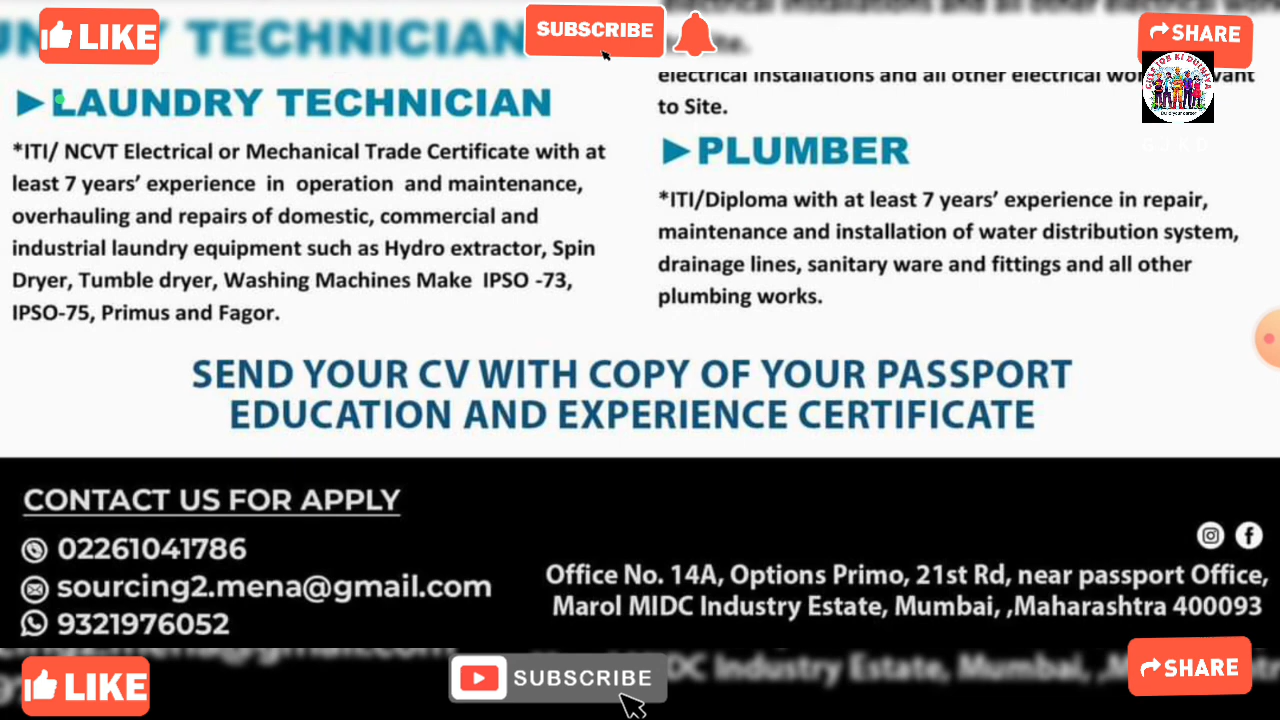 LIKE
SUBSCRIBE
SHARE
TECHNICIAN
►LAUNDRY TECHNICIAN
*ITI/ NCVT Electrical or Mechanical Trade Certificate with at
least 7 years’ experience in operation and maintenance,
overhauling and repairs of domestic, commercial and
industrial laundry equipment such as Hydro extractor, Spin
Dryer, Tumble dryer, Washing Machines Make IPSO -73,
IPSO-75, Primus and Fagor.
electrical installations and all other electrical
to Site.
►PLUMBER
*ITI/Diploma with at least 7 years’ experience in repair,
maintenance and installation of water distribution system,
drainage lines, sanitary ware and fittings and all other
plumbing works.
SEND YOUR CV WITH COPY OF YOUR PASSPORT
EDUCATION AND EXPERIENCE CERTIFICATE
CONTACT US FOR APPLY
02261041786
sourcing2.mena@gmail.com
9321976052
Office No. 14A, Options Primo, 21st Rd, near passport Office,
Marol MIDC Industry Estate, Mumbai, ,Maharashtra 400093
LIKE
SUBSCRIBE
DC Industry Estate, Mumbai,
SHARE